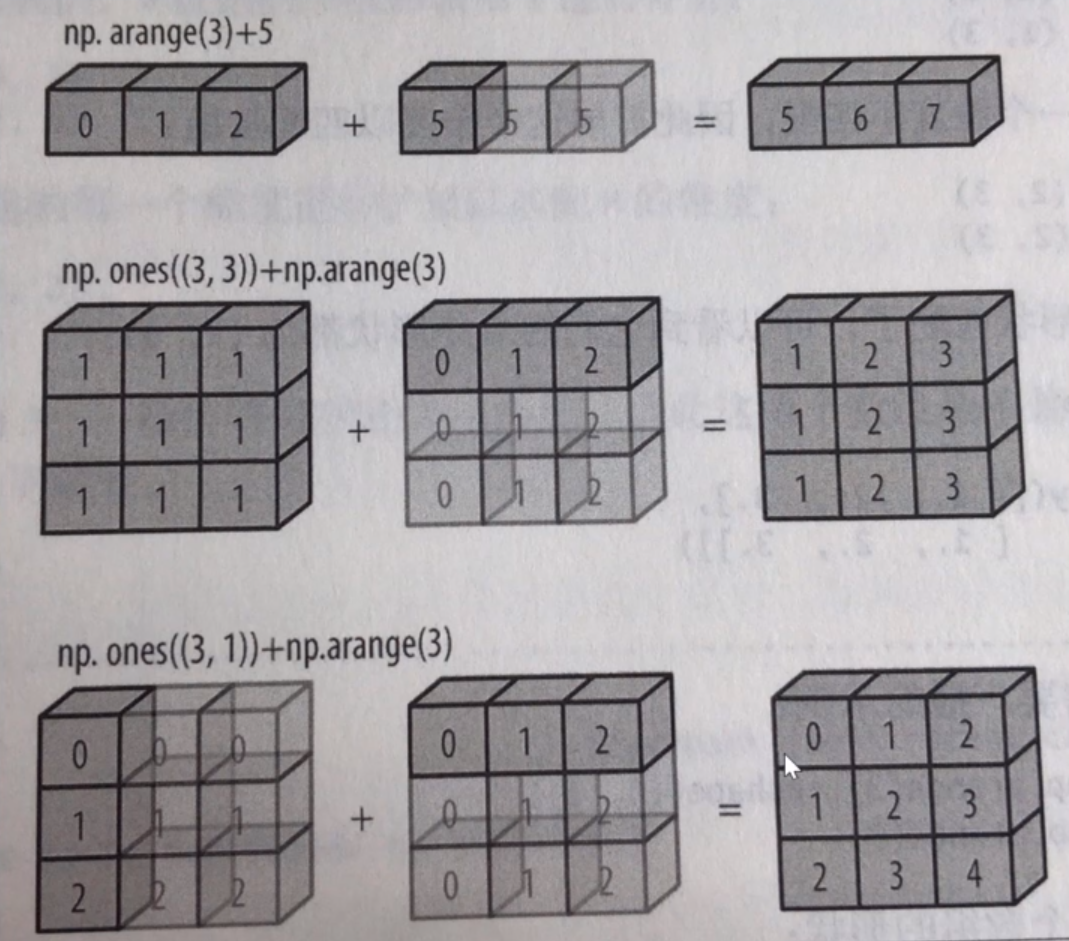 np. arange(3)+5
0 1 2 + 5 5 5 = 5 6 7
np. ones((3, 3))+np.arange(3)
1 1 1 0 1 2 1 2 3
1 1 1 + 0 1 2 = 1 2 3
1 1 1 0 1 2 1 2 3
np. ones((3, 1))+np.arange(3)
0 0 0 0 1 2 0 1 2
1 1 1 + 0 1 2 = 1 2 3
2 2 2 0 1 2 2 3 4